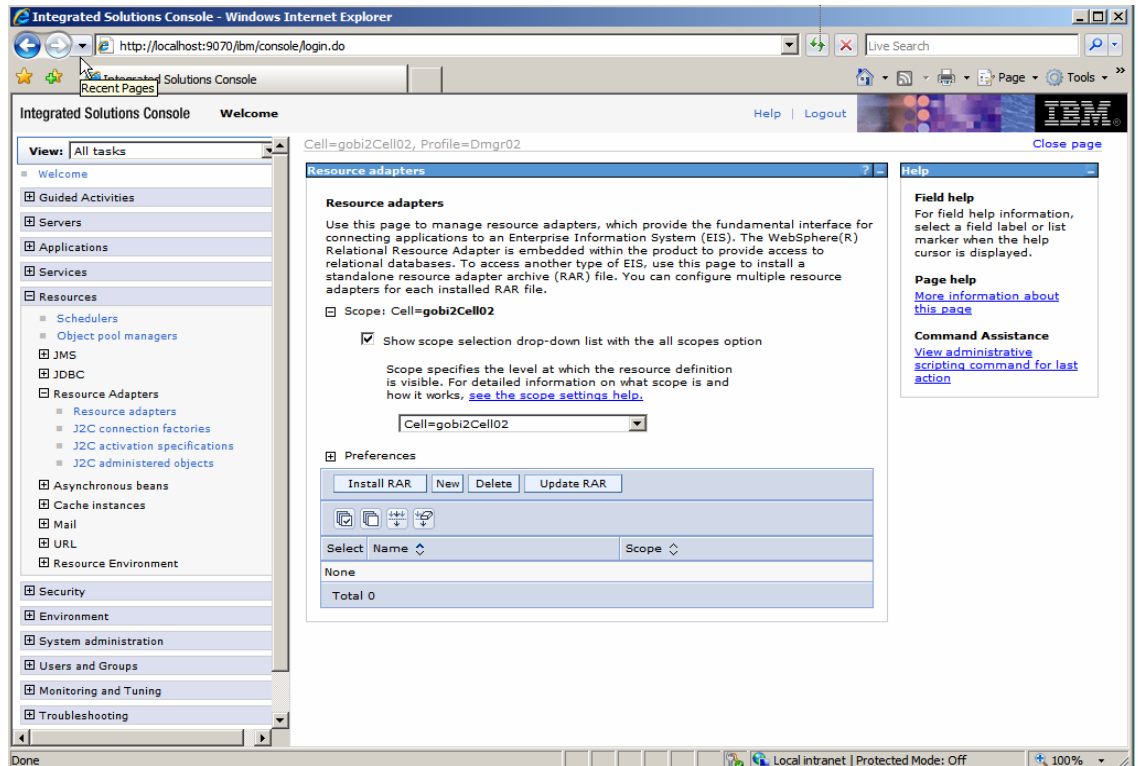 Integrated Solutions Console - Windows Internet Explorer
http://localhost:9070/ibm/console/login.do
Live Search
Integrated Solutions Console
Page
Tools
Recent Pages
Integrated Solutions Console Welcome
Help | Logout
IBM®
View: All tasks
Welcome
Guided Activities
Servers
Applications
Services
Resources
Schedulers
Object pool managers
JMS
JDBC
Resource Adapters
Resource adapters
J2C connection factories
J2C activation specifications
J2C administered objects
Asynchronous beans
Cache instances
Mail
URL
Resource Environment
Security
Environment
System administration
Users and Groups
Monitoring and Tuning
Troubleshooting
Cell=gobi2Cell02, Profile=Dmgr02
Close page
Resource adapters
? –
Resource adapters
Use this page to manage resource adapters, which provide the fundamental interface for
connecting applications to an Enterprise Information System (EIS). The WebSphere(R)
Relational Resource Adapter is embedded within the product to provide access to
relational databases. To access another type of EIS, use this page to install a
standalone resource adapter archive (RAR) file. You can configure multiple resource
adapters for each installed RAR file.
Scope: Cell=gobi2Cell02
Show scope selection drop-down list with the all scopes option
Scope specifies the level at which the resource definition
is visible. For detailed information on what scope is and
how it works, see the scope settings help.
Cell=gobi2Cell02
Preferences
Install RAR New Delete Update RAR
Select Name Scope
None
Total 0
Help
Field help
For field help information,
select a field label or list
marker when the help
cursor is displayed.
Page help
More information about
this page
Command Assistance
View administrative
scripting command for last
action
Done
Local intranet | Protected Mode: Off
100%